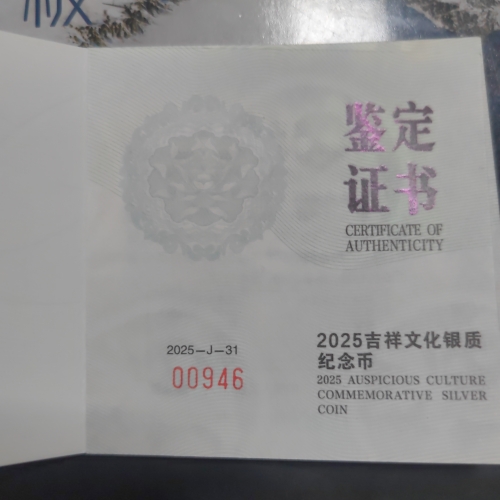 鉴定
证书
CERTIFICATE OF
AUTHENTICITY
2025-J-31
00946
2025吉祥文化银质
纪念币
2025 AUSPICIOUS CULTURE
COMMEMORATIVE SILVER
COIN